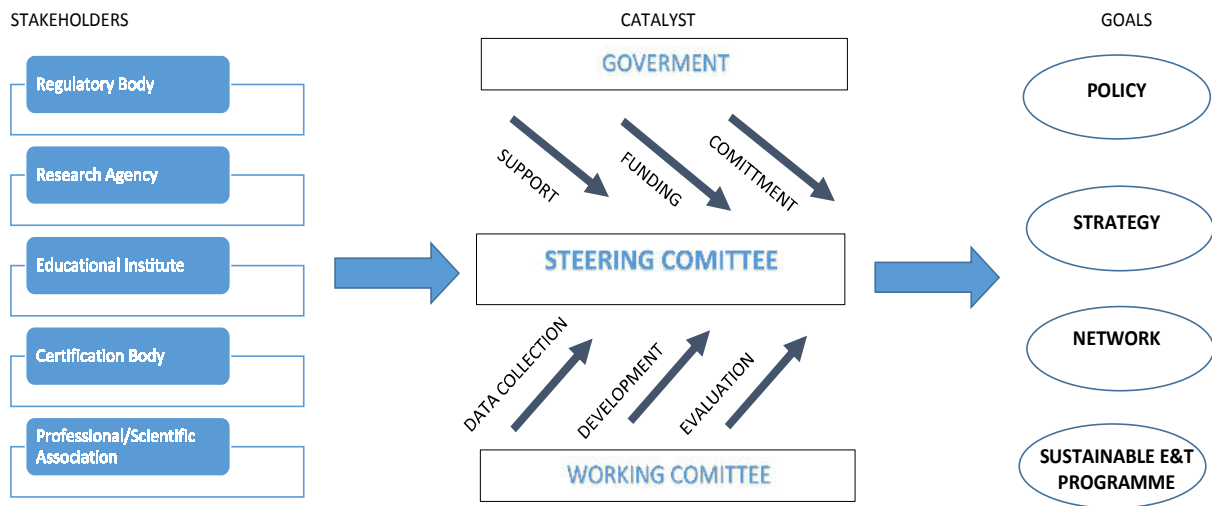 STAKEHOLDERS
CATALYST
GOALS
Regulatory Body
Research Agency
Educational Institute
Certification Body
Professional/Scientific
Association
GOVERMENT
SUPPORT
FUNDING
COMITTMENT
STEERING COMITTEE
DATA COLLECTION
DEVELOPMENT
EVALUATION
WORKING COMITTEE
POLICY
STRATEGY
NETWORK
SUSTAINABLE E&T
PROGRAMME